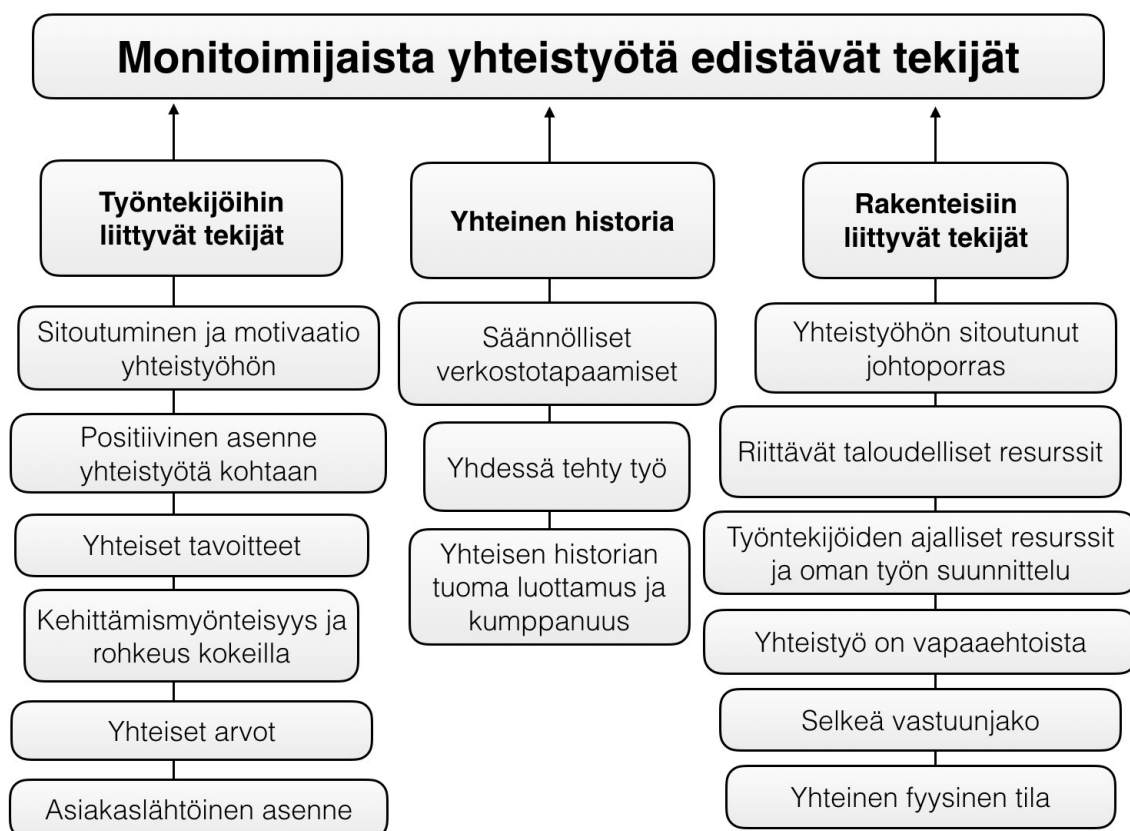 Monitoimijaista yhteistyötä edistävät tekijät
Työntekijöihin
liittyvät tekijät
Sitoutuminen ja motivaatio
yhteistyöhön
Positiivinen asenne
yhteistyötä kohtaan
Yhteiset tavoitteet
Kehittämismyönteisyys ja
rohkeus kokeilla
Yhteiset arvot
Asiakaslähtöinen asenne
Yhteinen historia
Säännölliset
verkostotapaamiset
Yhdessä tehty työ
Yhteisen historian
tuoma luottamus ja
kumppanuus
Rakenteisiin
liittyvät tekijät
Yhteistyöhön sitoutunut
johtoporras
Riittävät taloudelliset resurssit
Työntekijöiden ajalliset resurssit
ja oman työn suunnittelu
Yhteistyö on vapaaehtoista
Selkeä vastuunjako
Yhteinen fyysinen tila